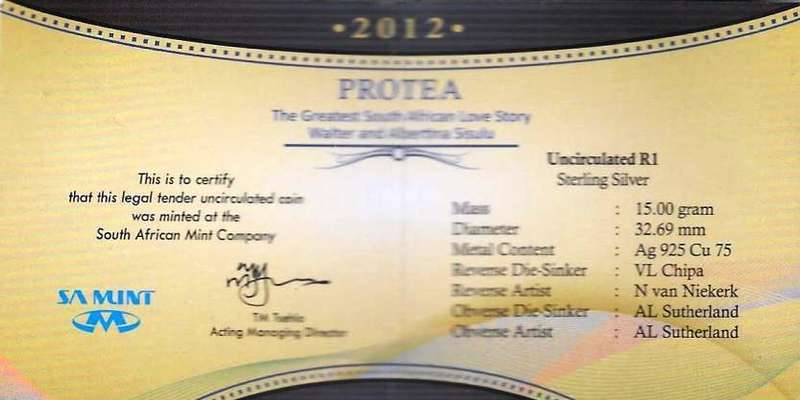 2012
PROTEA
The Greatest South African Love Story
Walter and Albertina Sisulu
This is to certify
that this legal tender uncirculated coin
was minted at the
South African Mint Company
SA MINT
TM
Acting Managing Director
Uncirculated R1
Sterling Silver
Mass : 15.00 gram
Diameter : 32.69 mm
Metal Content : Ag 925 Cu 75
Reverse Die-Sinker : VL Chipa
Reverse Artist : N van Niekerk
Obverse Die-Sinker : AL Sutherland
Obverse Artist : AL Sutherland